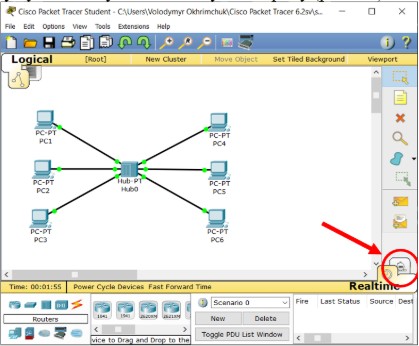 Cisco Packet Tracer Student - C:\Users\Volodymyr Okhrimchuk\Cisco Packet Tracer 6.2sv\s...
File Edit Options View Tools Extensions Help
Logical [Root] New Cluster Move Object Set Tiled Background Viewport
PC-PT
PC1
PC-PT
PC4
PC-PT
PC2
Hub-PT
Hub0
PC-PT
PC5
PC-PT
PC3
PC-PT
PC6
Time: 00:01:55 Power Cycle Devices Fast Forward Time Realtime
Routers
1941
vice to Drag and Drop to the
Scenario 0
New Delete
Toggle PDU List Window
Fire Last Status Source Dest